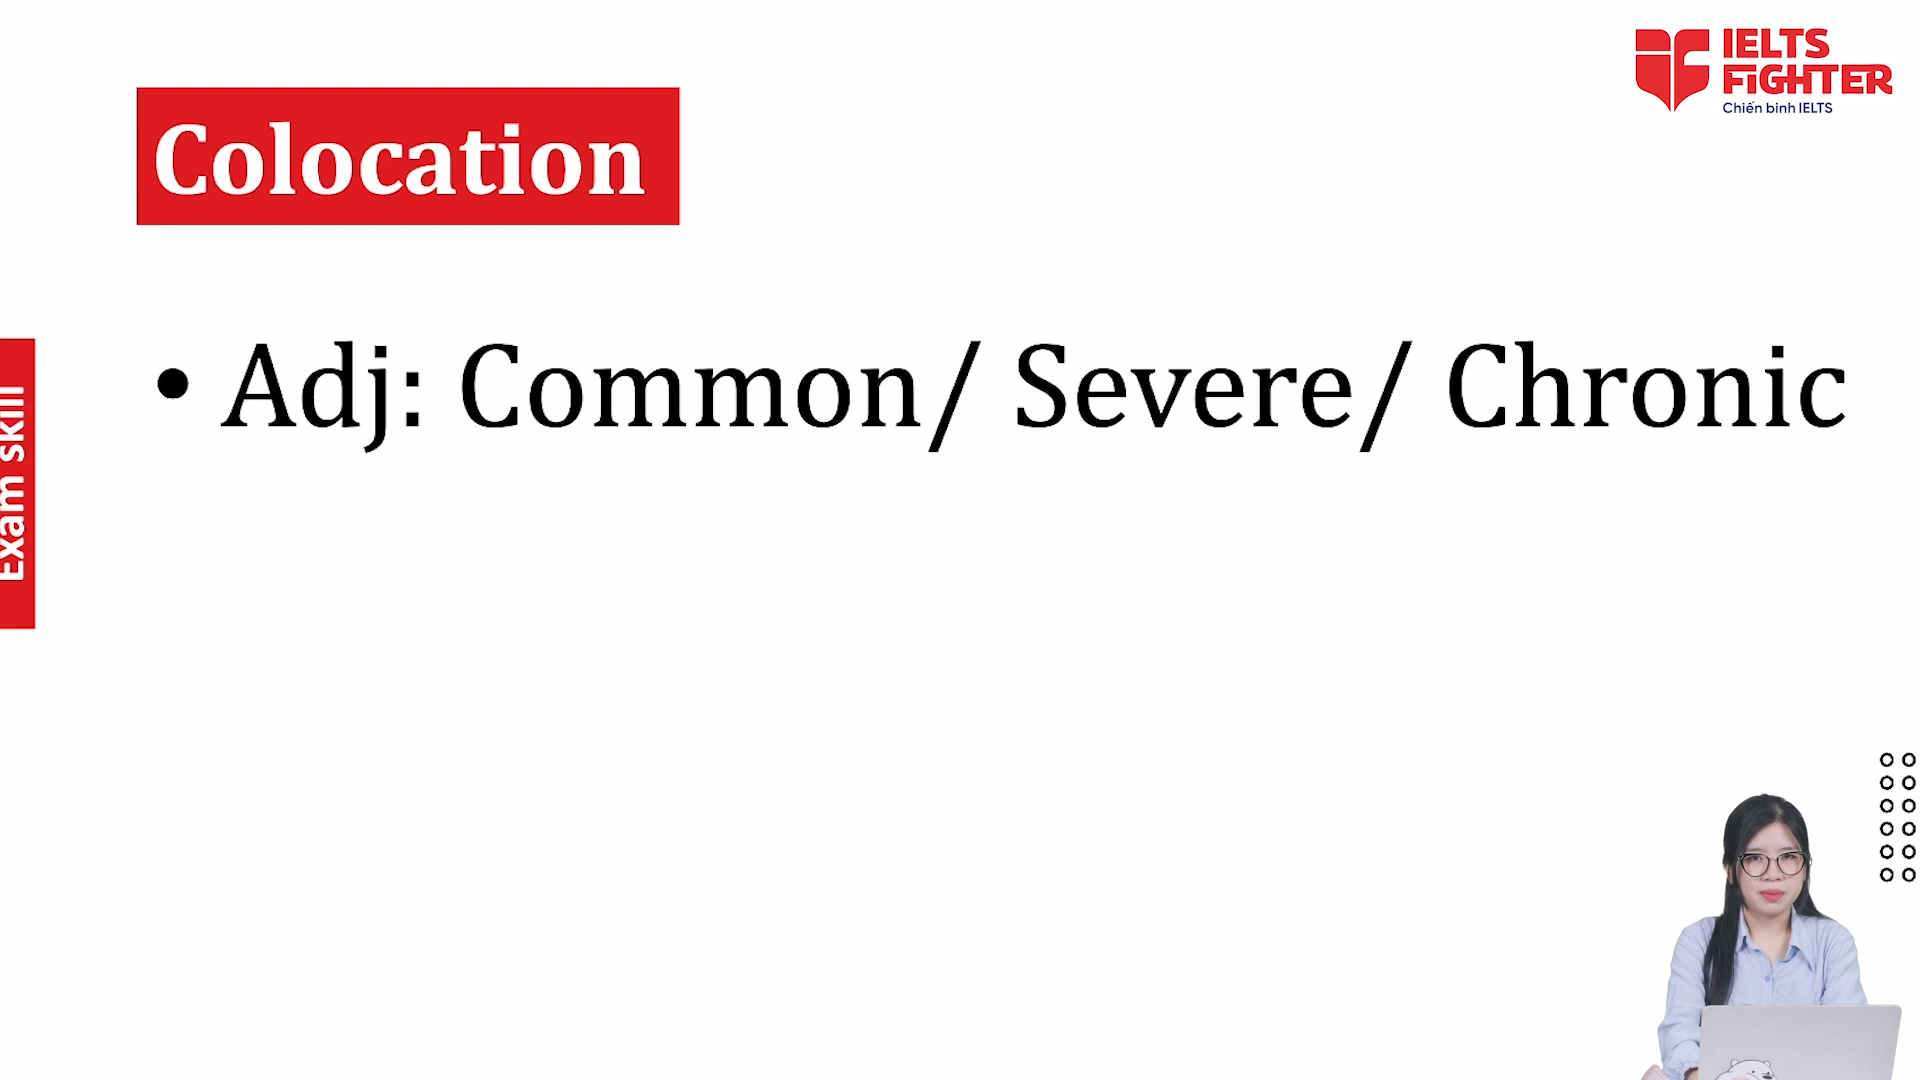 IELTS
FIGHTER
Chiến binh IELTS
Colocation
• Adj: Common/ Severe/ Chronic
Exam skill